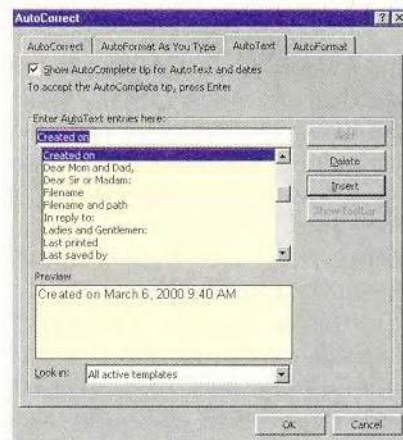 AutoCorrect
AutoCorrect AutoFormat As You Type AutoText AutoFormat
Show AutoComplete tip for AutoText and dates
To accept the AutoComplete tip, press Enter
Enter AutoText entries here:
Created on
Add
Created on
Dear Mom and Dad,
Delete
Dear Sir or Madam:
Filename
Insert
Filename and path
In reply to:
Show Toolbar
Ladies and Gentlemen:
Last printed
Last saved by
Preview
Created on March 6, 2000 9:40 AM
Look in: All active templates
OK Cancel